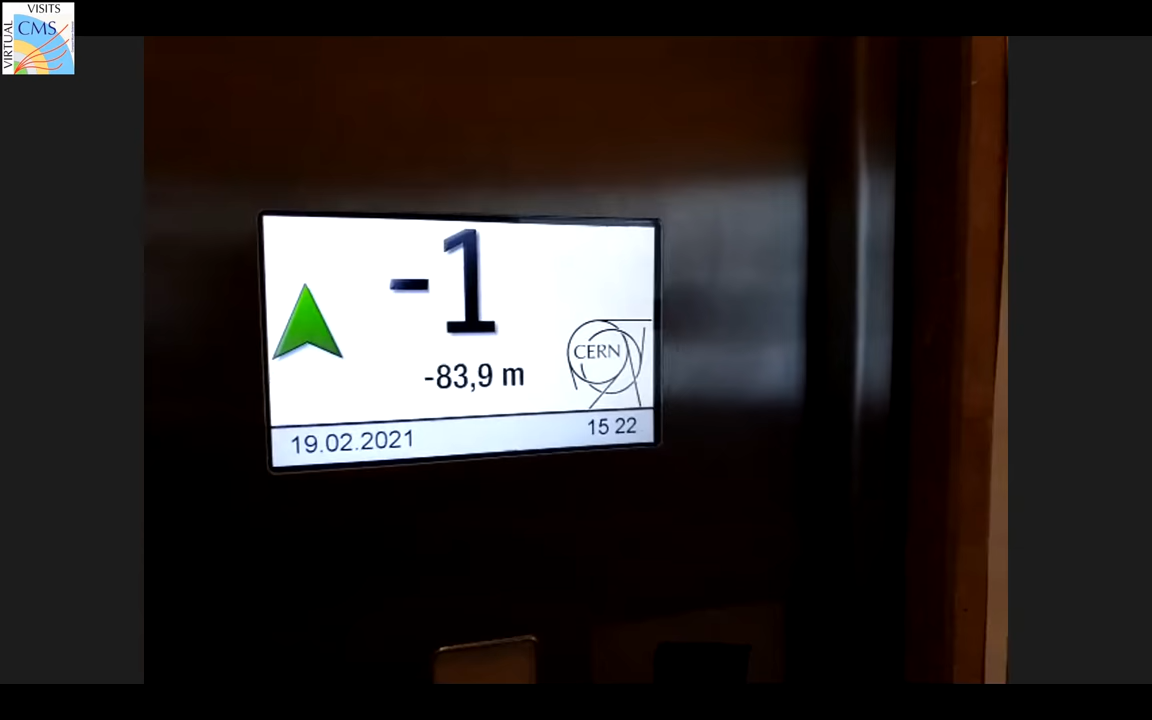 VISITS
VIRTUAL
CMS
-1
-83,9 m
CERN
19.02.2021
15 22